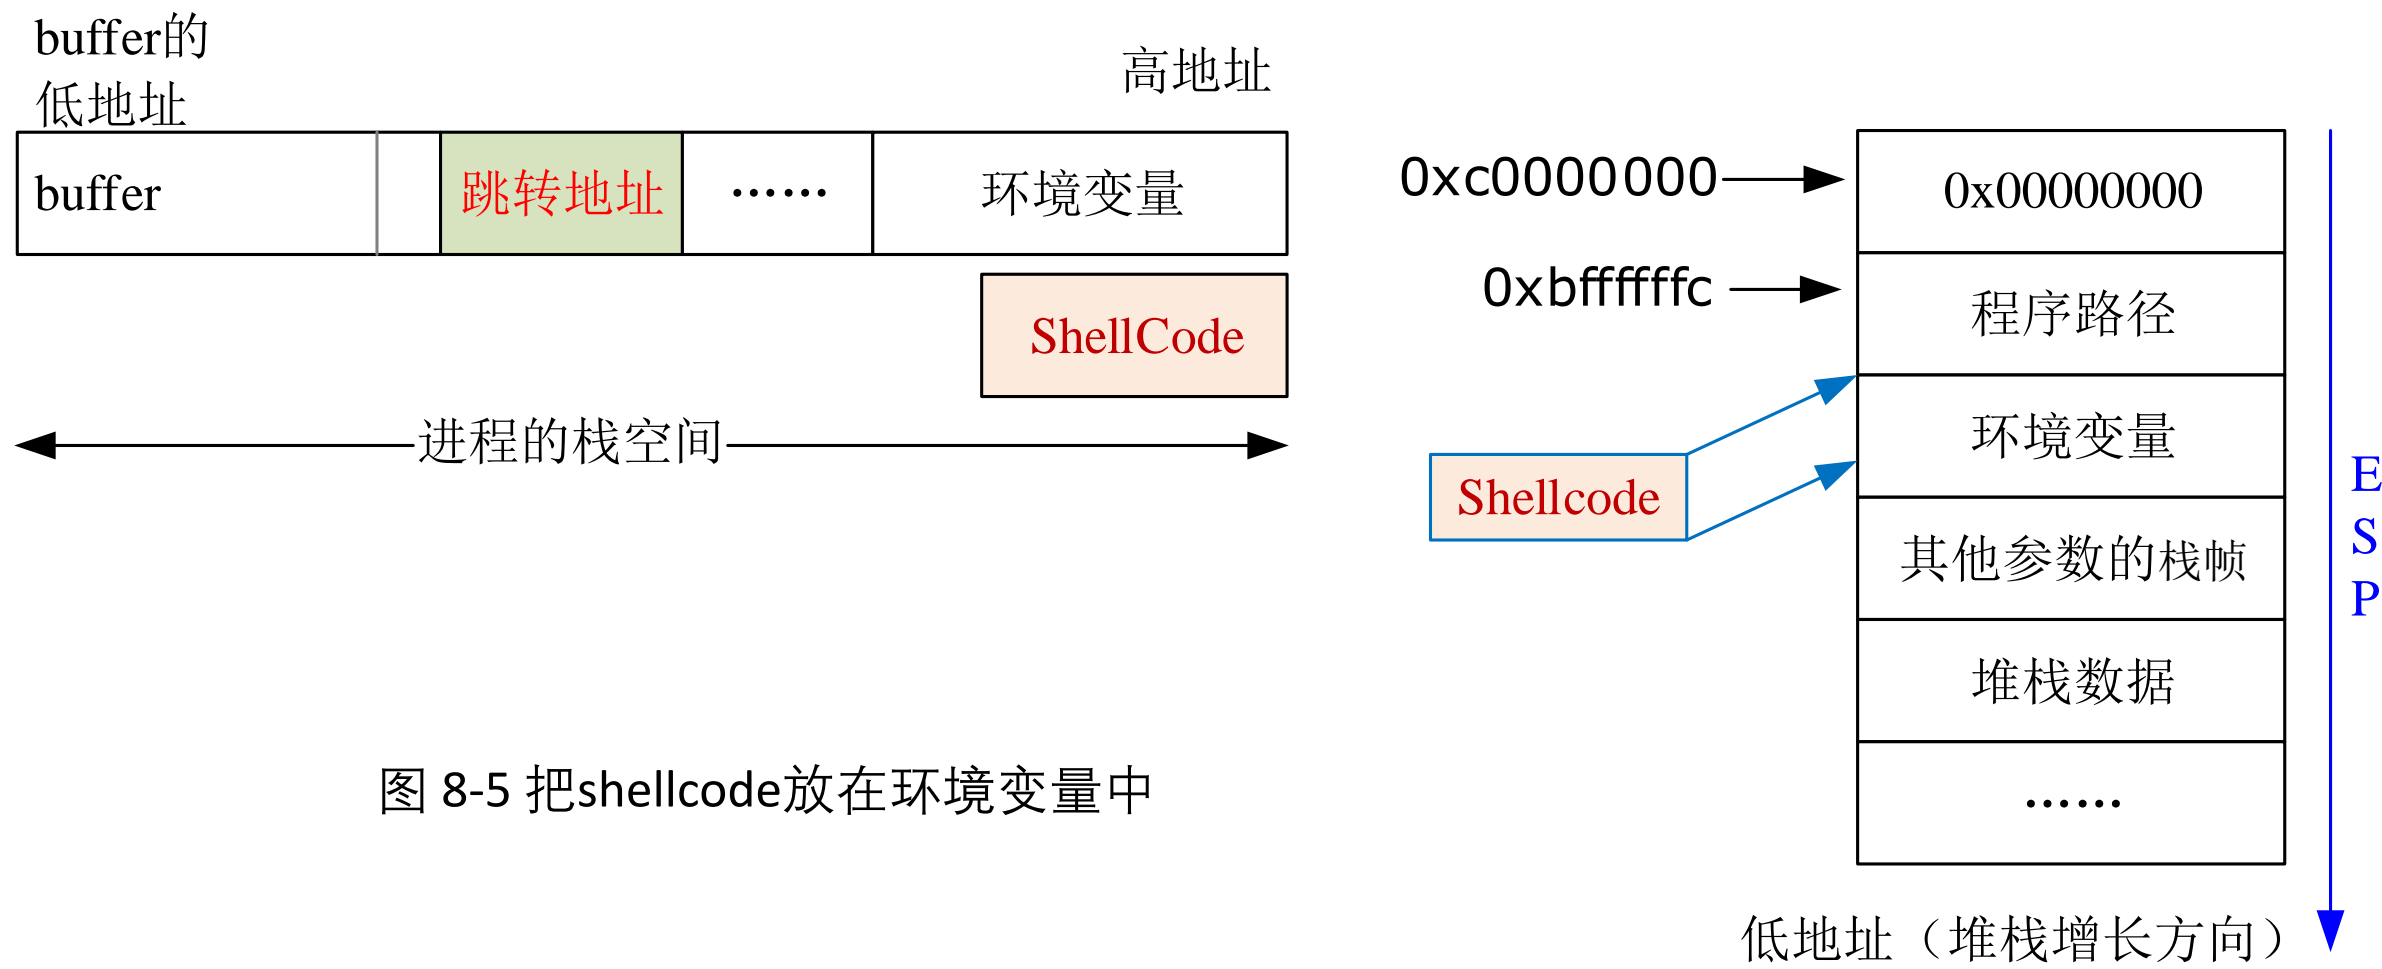 buffer的
低地址
高地址
buffer
跳转地址
……
环境变量
ShellCode
进程的栈空间
图 8-5 把shellcode放在环境变量中
0xc0000000
0xbffffffc
Shellcode
0x00000000
程序路径
环境变量
其他参数的栈帧
堆栈数据
……
E
S
P
低地址（堆栈增长方向）